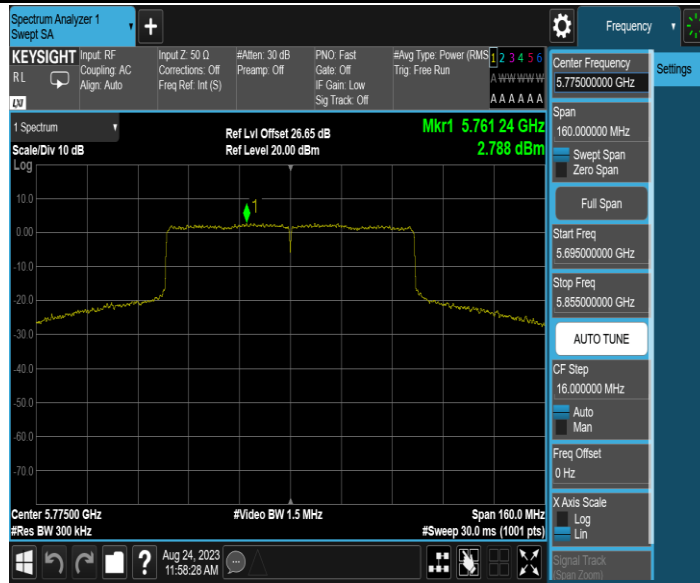 Spectrum Analyzer 1
Swept SA
+
Frequency
KEYSIGHT
RL
LXI
Input: RF
Coupling: AC
Align: Auto
Input Z: 50 Ω
Corrections: Off
Freq Ref: Int (S)
#Atten: 30 dB
Preamp: Off
PNO: Fast
Gate: Off
IF Gain: Low
Sig Track: Off
#Avg Type: Power (RMS
Trig: Free Run
1 2 3 4 5 6
A W W W W W
A A A A A A
1 Spectrum
Scale/Div 10 dB
Log
Ref Lvl Offset 26.65 dB
Ref Level 20.00 dBm
Mkr1 5.761 24 GHz
2.788 dBm
1
10.0
0.00
-10.0
-20.0
-30.0
-40.0
-50.0
-60.0
-70.0
Center 5.77500 GHz
#Res BW 300 kHz
#Video BW 1.5 MHz
Span 160.0 MHz
#Sweep 30.0 ms (1001 pts)
Center Frequency
5.775000000 GHz
Span
160.000000 MHz
Swept Span
Zero Span
Full Span
Start Freq
5.695000000 GHz
Stop Freq
5.855000000 GHz
AUTO TUNE
CF Step
16.000000 MHz
Auto
Man
Freq Offset
0 Hz
X Axis Scale
Log
Lin
Signal Track
(Span Zoom)
Settings
?
Aug 24, 2023
11:58:28 AM